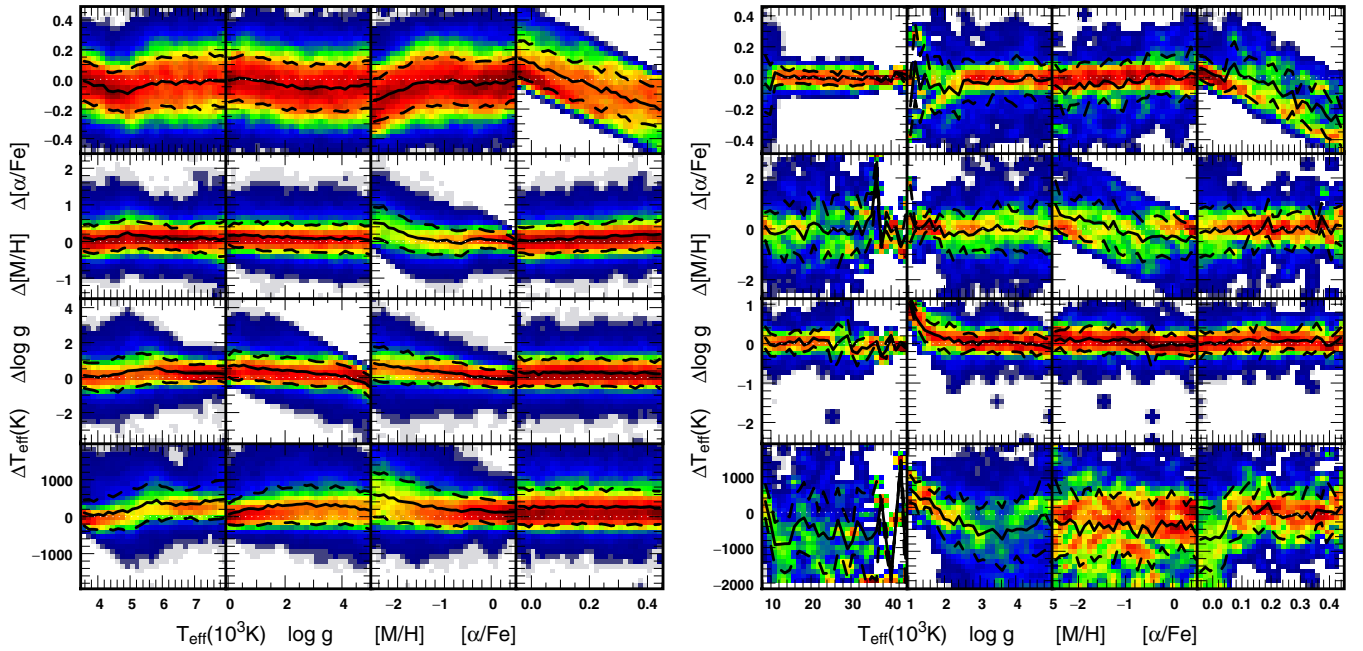 0.4 0.4
0.2 0.2
0.0 0.0
−0.2 −0.2
−0.4 0.4
2 2
1 0
0 −2
−1
4 1
2 0
0 −1
−2 −2
1000 1000
0 0
−1000 −1000
−2000
Δ[α/Fe] Δ[α/Fe]
Δ[M/H] Δ[M/H]
Δlog g Δlog g
ΔTeff(K) ΔTeff(K)
4 5 6 7 0 2 4 −2 −1 0 0.0 0.2 0.4 10 20 30 40 1 2 3 4 5 −2 −1 0 0.0 0.1 0.2 0.3 0.4
Teff(10³K) log g [M/H] [α/Fe] Teff(10³K) log g [M/H] [α/Fe]